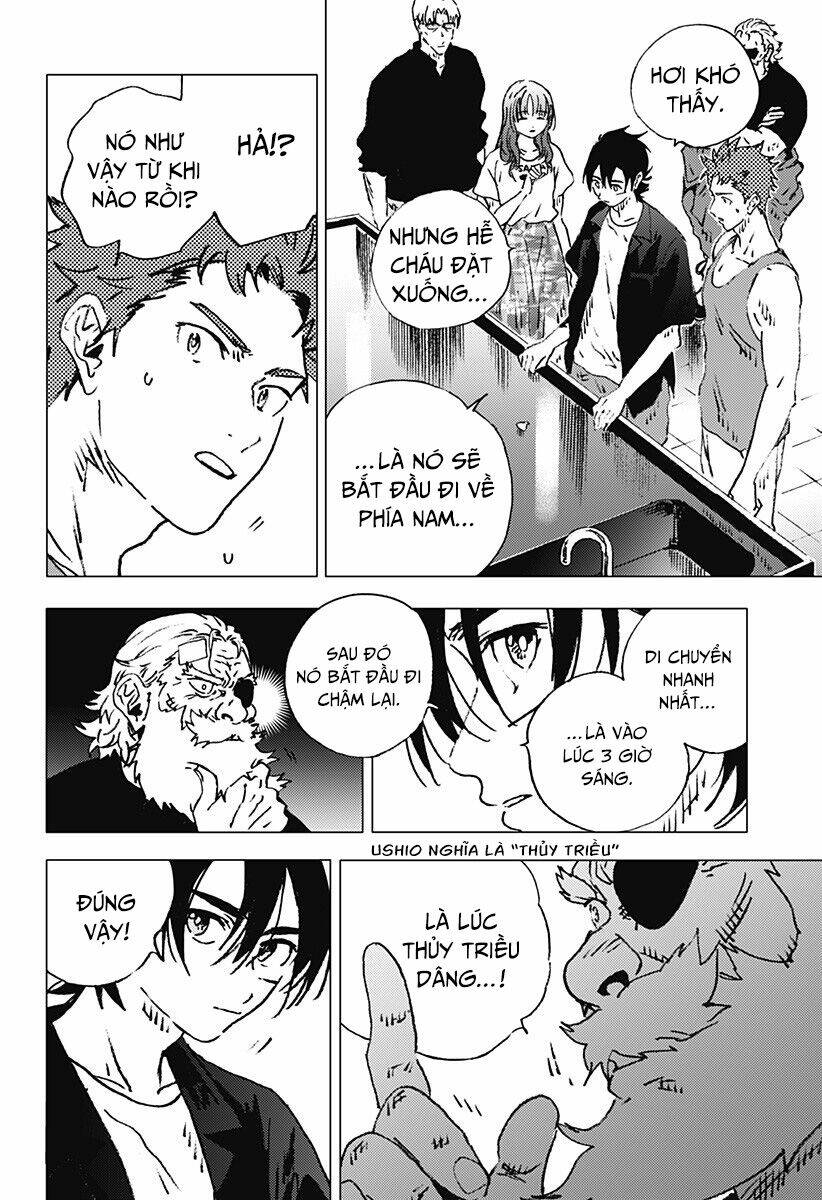 HƠI KHÓ
THẤY.
NHƯNG HỄ
CHÁU ĐẶT
XUỐNG...
...LÀ NÓ SẼ
BẮT ĐẦU ĐI VỀ
PHÍA NAM...
HẢ!?
NÓ NHƯ
VẬY TỪ KHI
NÀO RỒI?
DI CHUYỂN
NHANH
NHẤT...
...LÀ VÀO
LÚC 3 GIỜ
SÁNG.
SAU ĐÓ
NÓ BẮT ĐẦU ĐI
CHẬM LẠI.
USHIO NGHĨA LÀ "THỦY TRIỀU"
LÀ LÚC
THỦY TRIỀU
DÂNG...!
ĐÚNG
VẬY!